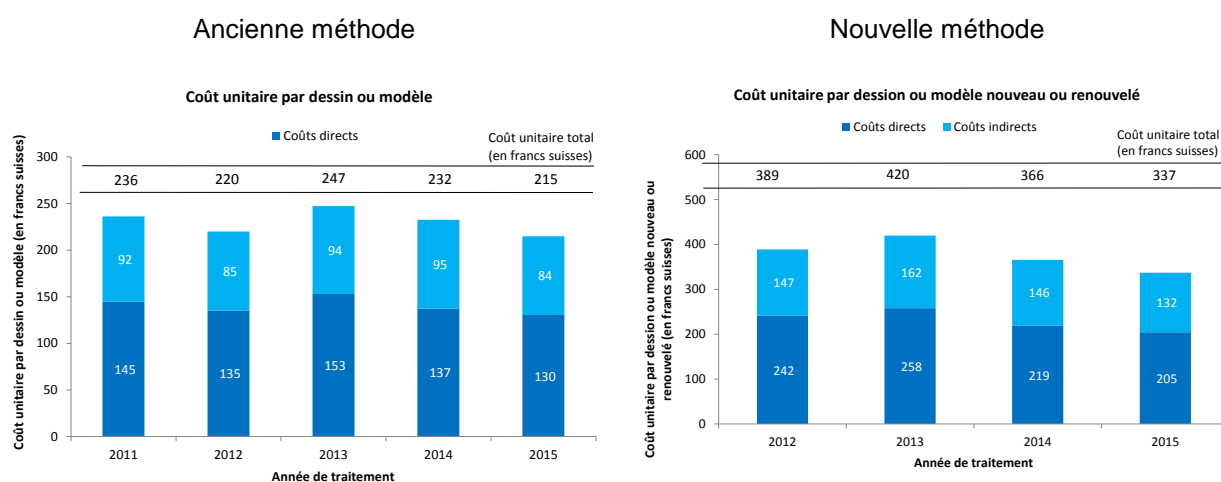 Ancienne méthode
Coût unitaire par dessin ou modèle
Coûts directs
Coût unitaire total
(en francs suisses)
Coût unitaire par dessin ou modèle (en francs suisses)
300
250
200
150
100
50
0
236 220 247 232 215
92 85 94 95 84
145 135 153 137 130
2011 2012 2013 2014 2015
Année de traitement
Nouvelle méthode
Coût unitaire par dession ou modèle nouveau ou renouvelé
Coûts directs Coûts indirects
Coût unitaire total
(en francs suisses)
Coût unitaire par dession ou modèle nouveau ou
renouvelé (en francs suisses)
600
500
400
300
200
100
0
389 420 366 337
147 162 146 132
242 258 219 205
2012 2013 2014 2015
Année de traitement